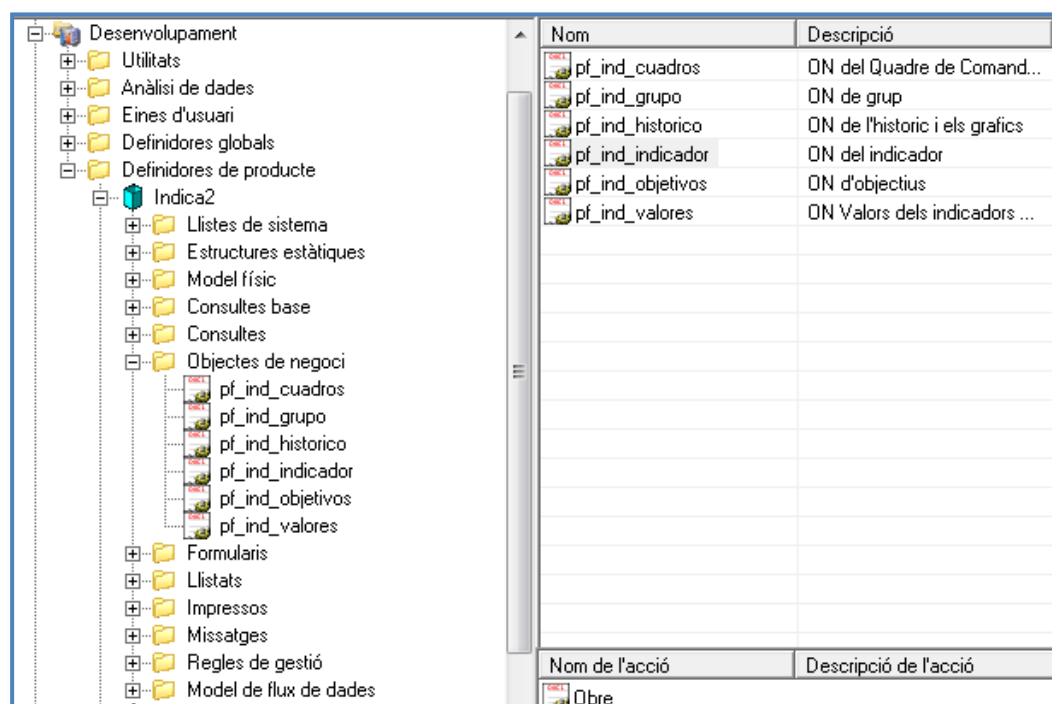 Desenvolupament
Utilitats
Anàlisi de dades
Eines d'usuari
Definidores globals
Definidores de producte
Indica2
Llistes de sistema
Estructures estàtiques
Model físic
Consultes base
Consultes
Objectes de negoci
pf_ind_cuadros
pf_ind_grupo
pf_ind_historico
pf_ind_indicador
pf_ind_objetivos
pf_ind_valores
Formularis
Llistats
Impressos
Missatges
Regles de gestió
Model de flux de dades
Nom Descripció
pf_ind_cuadros ON del Quadre de Comand...
pf_ind_grupo ON de grup
pf_ind_historico ON de l'historic i els grafics
pf_ind_indicador ON del indicador
pf_ind_objetivos ON d'objectius
pf_ind_valores ON Valors dels indicadors ...
Nom de l'acció Descripció de l'acció
Obre